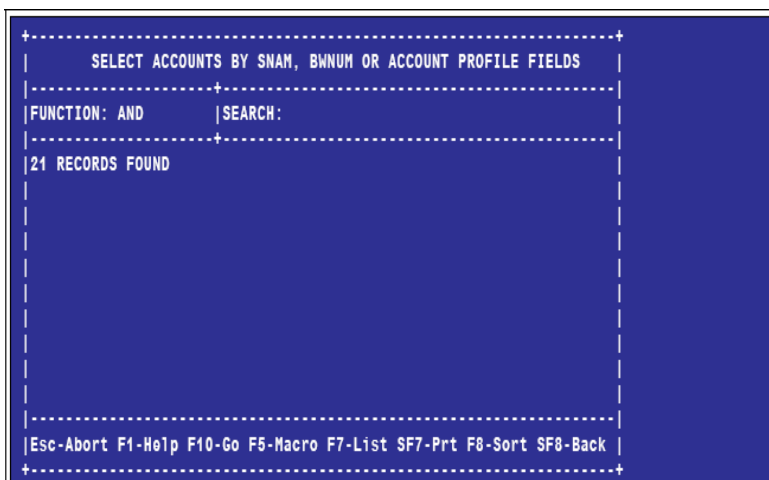 SELECT ACCOUNTS BY SNAM, BWNUM OR ACCOUNT PROFILE FIELDS
FUNCTION: AND |SEARCH:
21 RECORDS FOUND
Esc-Abort F1-Help F10-Go F5-Macro F7-List SF7-Prt F8-Sort SF8-Back